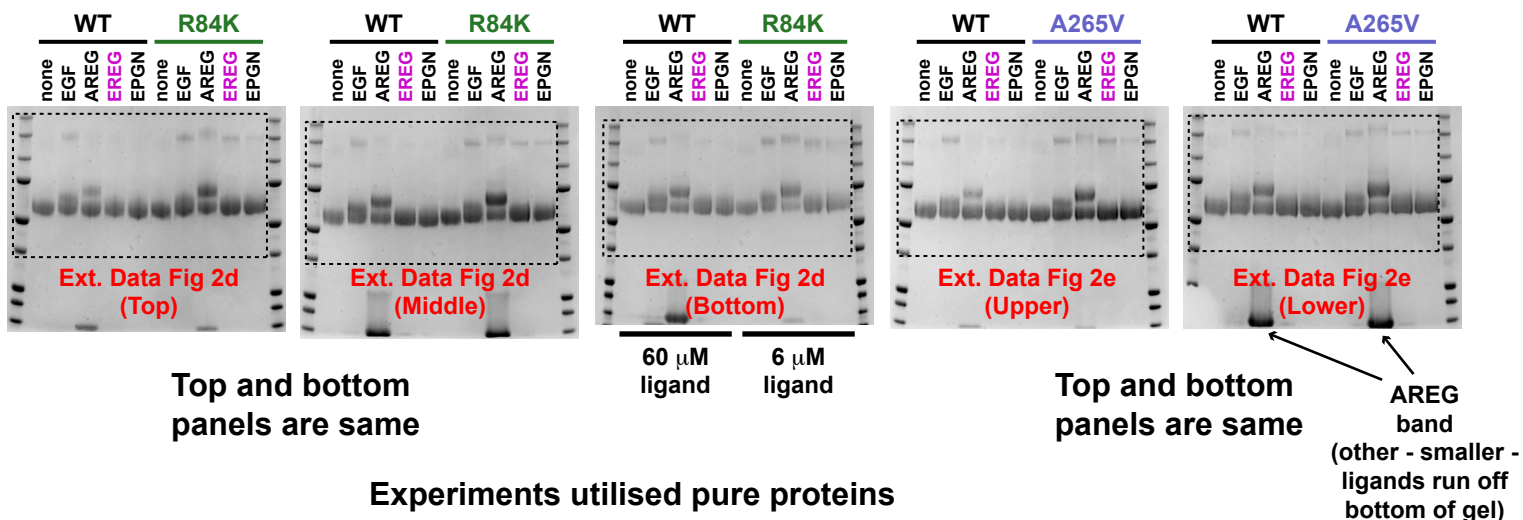 WT R84K WT R84K WT R84K WT A265V WT A265V
none EGF AREG EREG EPGN none EGF AREG EREG EPGN none EGF AREG EREG EPGN none EGF AREG EREG EPGN none EGF AREG EREG EPGN none EGF AREG EREG EPGN none EGF AREG EREG EPGN none EGF AREG EREG EPGN none EGF AREG EREG EPGN none EGF AREG EREG EPGN
Ext. Data Fig 2d
(Top)
Ext. Data Fig 2d
(Middle)
Ext. Data Fig 2d
(Bottom)
Ext. Data Fig 2e
(Upper)
Ext. Data Fig 2e
(Lower)
60 μM
ligand
6 μM
ligand
Top and bottom
panels are same
Top and bottom
panels are same
AREG
band
(other - smaller -
ligands run off
bottom of gel)
Experiments utilised pure proteins